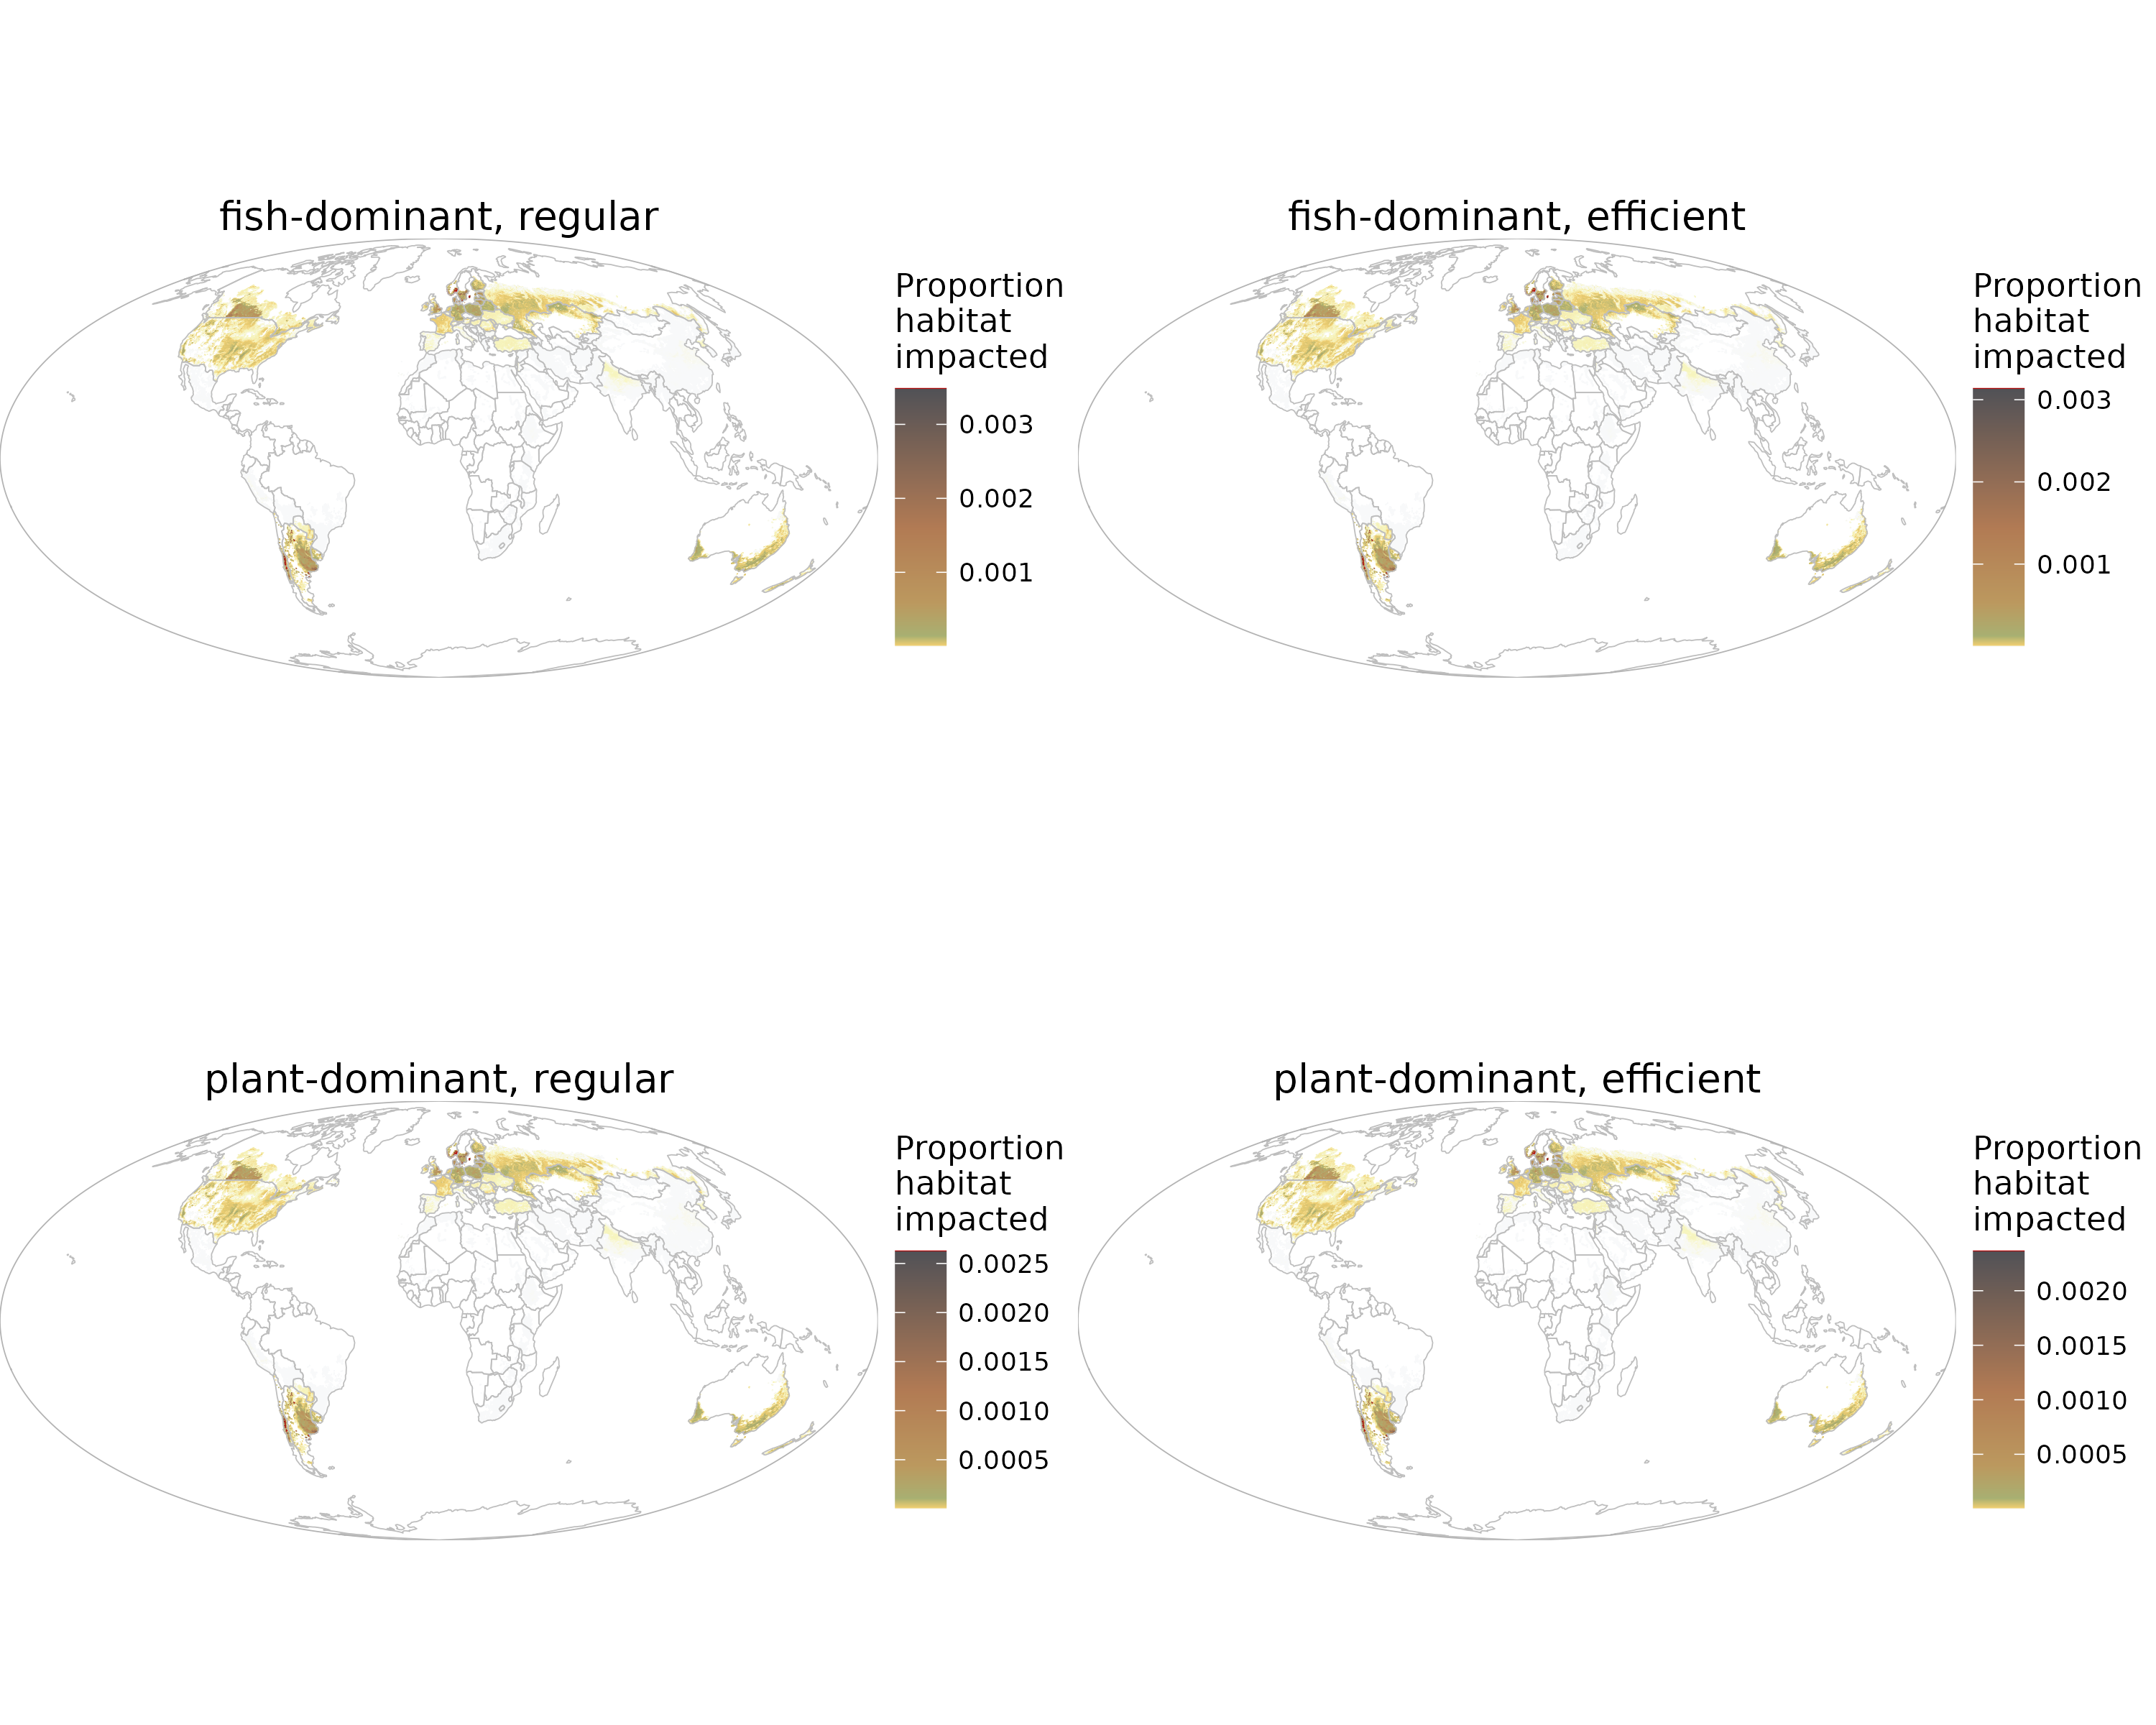 fish-dominant, regular
Proportion
habitat
impacted
0.003
0.002
0.001
fish-dominant, efficient
Proportion
habitat
impacted
0.003
0.002
0.001
plant-dominant, regular
Proportion
habitat
impacted
0.0025
0.0020
0.0015
0.0010
0.0005
plant-dominant, efficient
Proportion
habitat
impacted
0.0020
0.0015
0.0010
0.0005